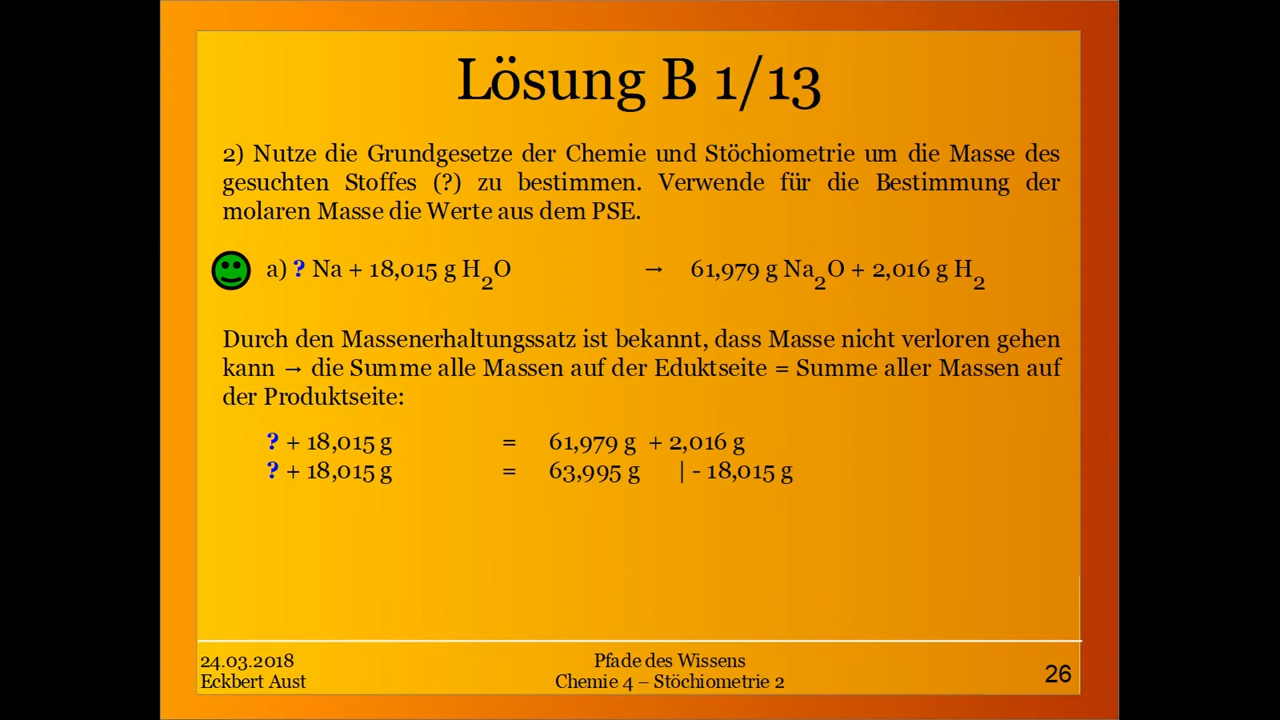 Lösung B 1/13
2) Nutze die Grundgesetze der Chemie und Stöchiometrie um die Masse des
gesuchten Stoffes (?) zu bestimmen. Verwende für die Bestimmung der
molaren Masse die Werte aus dem PSE.
a) ? Na + 18,015 g H₂O → 61,979 g Na₂O + 2,016 g H₂
Durch den Massenerhaltungssatz ist bekannt, dass Masse nicht verloren gehen
kann → die Summe alle Massen auf der Eduktseite = Summe aller Massen auf
der Produktseite:
? + 18,015 g = 61,979 g + 2,016 g
? + 18,015 g = 63,995 g | - 18,015 g
24.03.2018
Eckbert Aust
Pfade des Wissens
Chemie 4 – Stöchiometrie 2
26